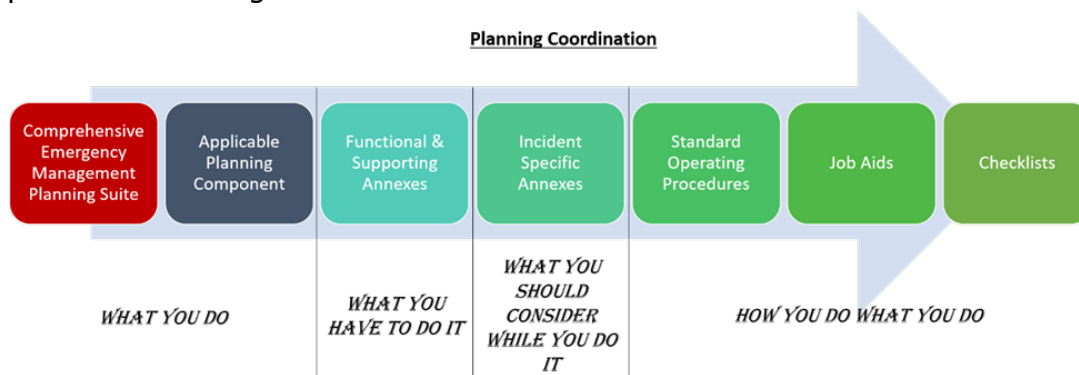 Planning Coordination
Comprehensive
Emergency
Management
Planning Suite
Applicable
Planning
Component
Functional &
Supporting
Annexes
Incident
Specific
Annexes
Standard
Operating
Procedures
Job Aids
Checklists
WHAT YOU DO
WHAT YOU
HAVE TO DO IT
WHAT YOU
SHOULD
CONSIDER
WHILE YOU DO
IT
HOW YOU DO WHAT YOU DO